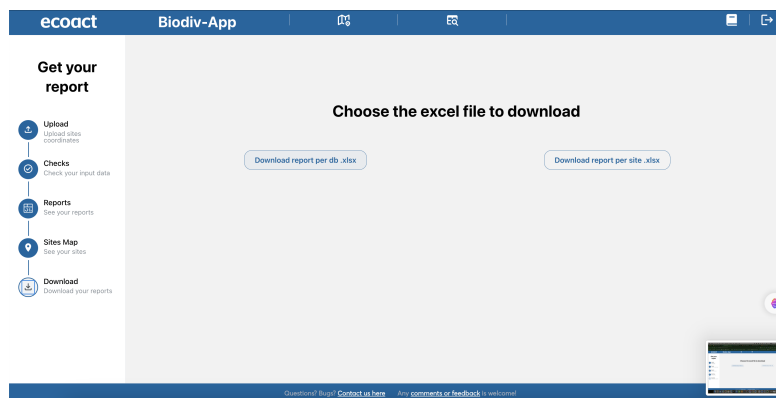 ecoact
Biodiv-App
Get your
report
Upload
Upload sites
coordinates
Checks
Check your input data
Reports
See your reports
Sites Map
See your sites
Download
Download your reports
Choose the excel file to download
Download report per db .xlsx
Download report per site .xlsx
Questions? Bugs? Contact us here Any comments or feedback is welcome!